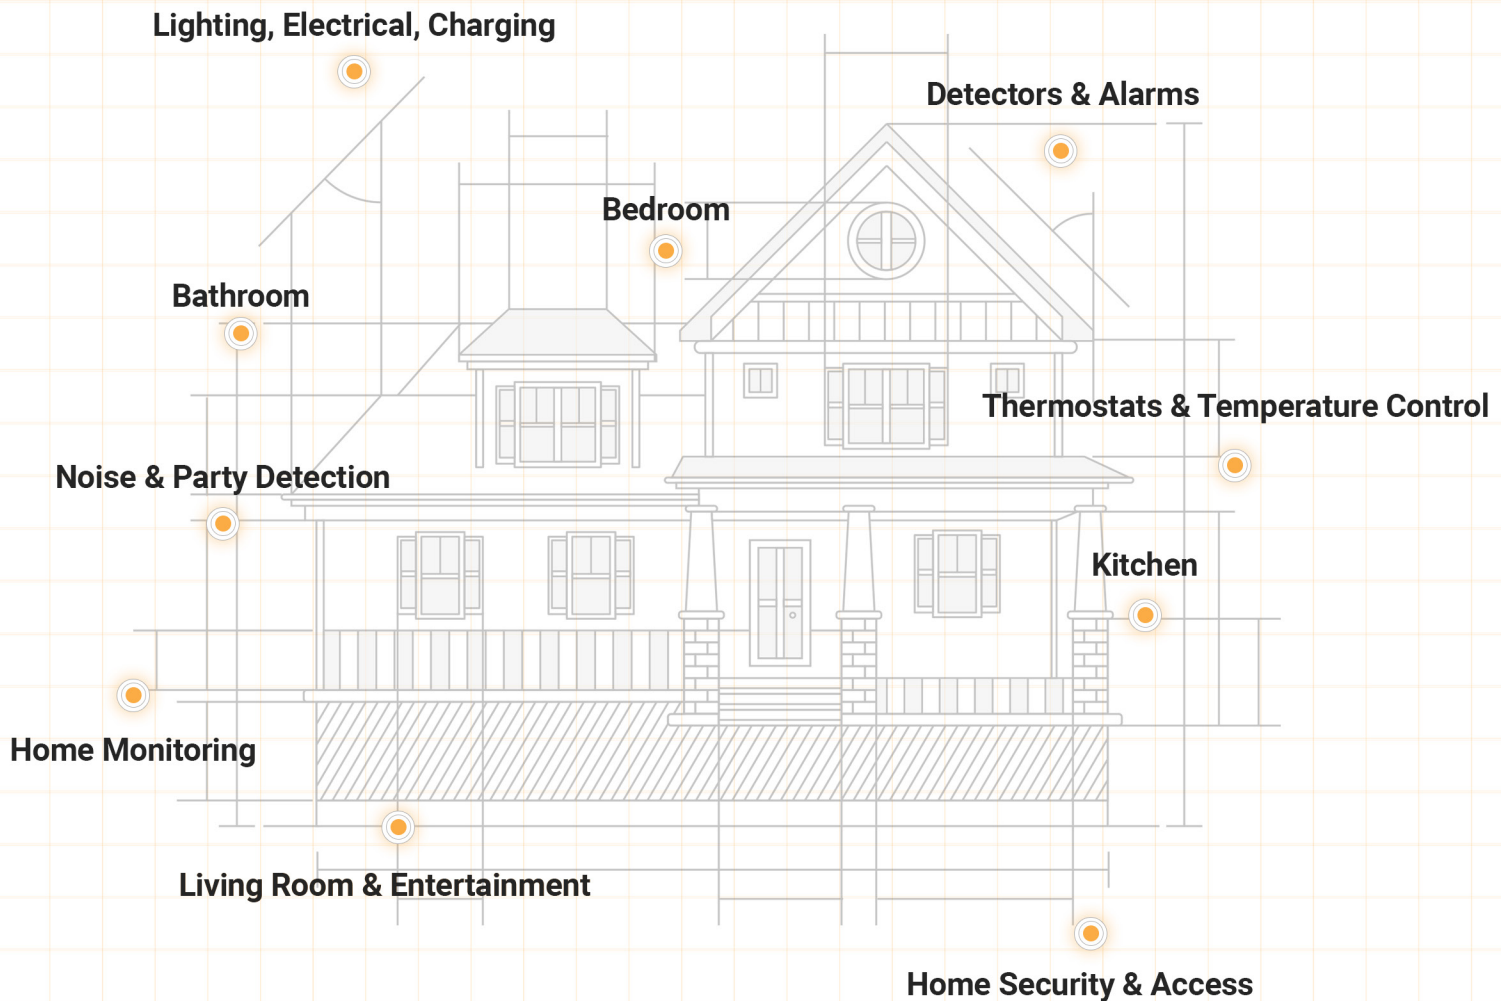 Lighting, Electrical, Charging
Detectors & Alarms
Bedroom
Bathroom
Thermostats & Temperature Control
Noise & Party Detection
Kitchen
Home Monitoring
Living Room & Entertainment
Home Security & Access